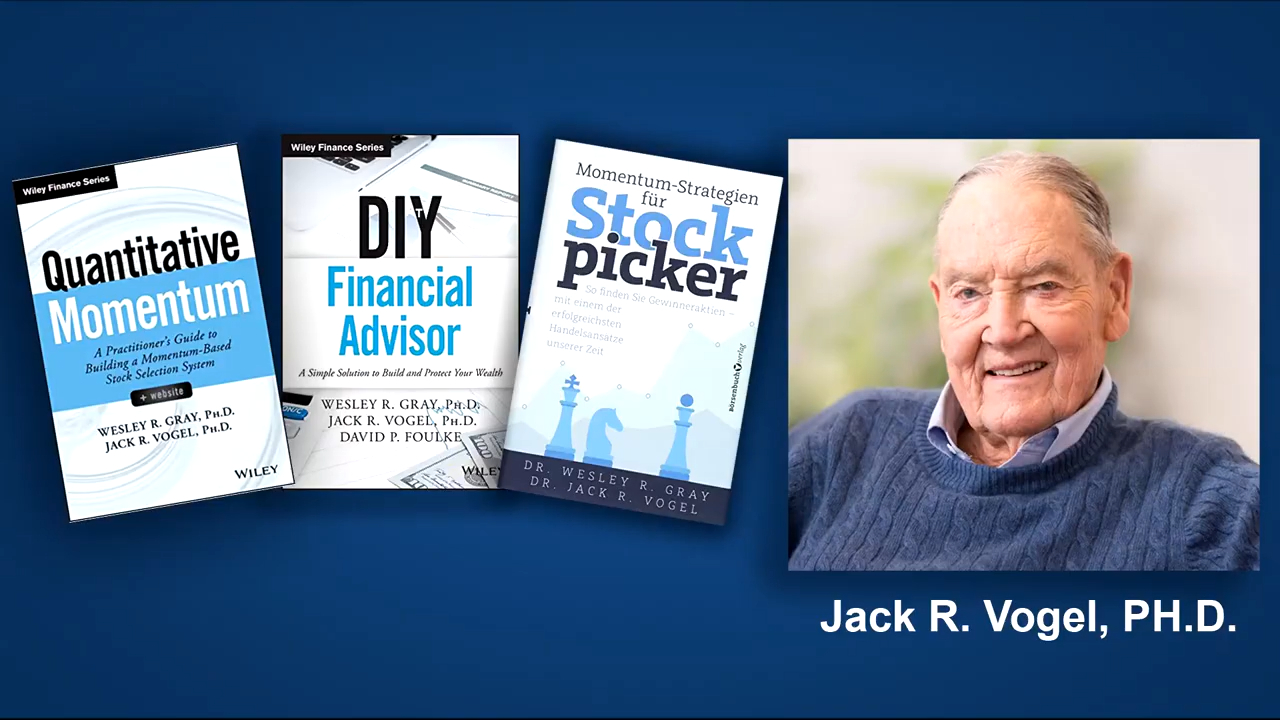 Wiley Finance Series
Quantitative
Momentum
A Practitioner's Guide to
Building a Momentum-Based
Stock Selection System
+ website
WESLEY R. GRAY, PH.D.
JACK R. VOGEL, PH.D.
WILEY
Wiley Finance Series
DIY
Financial
Advisor
A Simple Solution to Build and Protect Your Wealth
WESLEY R. GRAY, PH.D.
JACK R. VOGEL, PH.D.
DAVID P. FOULKE
WILEY
Momentum-Strategien
für
Stock
picker
So finden Sie Gewinneraktien –
mit einem der
erfolgreichsten
Handelsansätze
unserer Zeit
börsenbuch verlag
DR. WESLEY R. GRAY
DR. JACK R. VOGEL
Jack R. Vogel, PH.D.